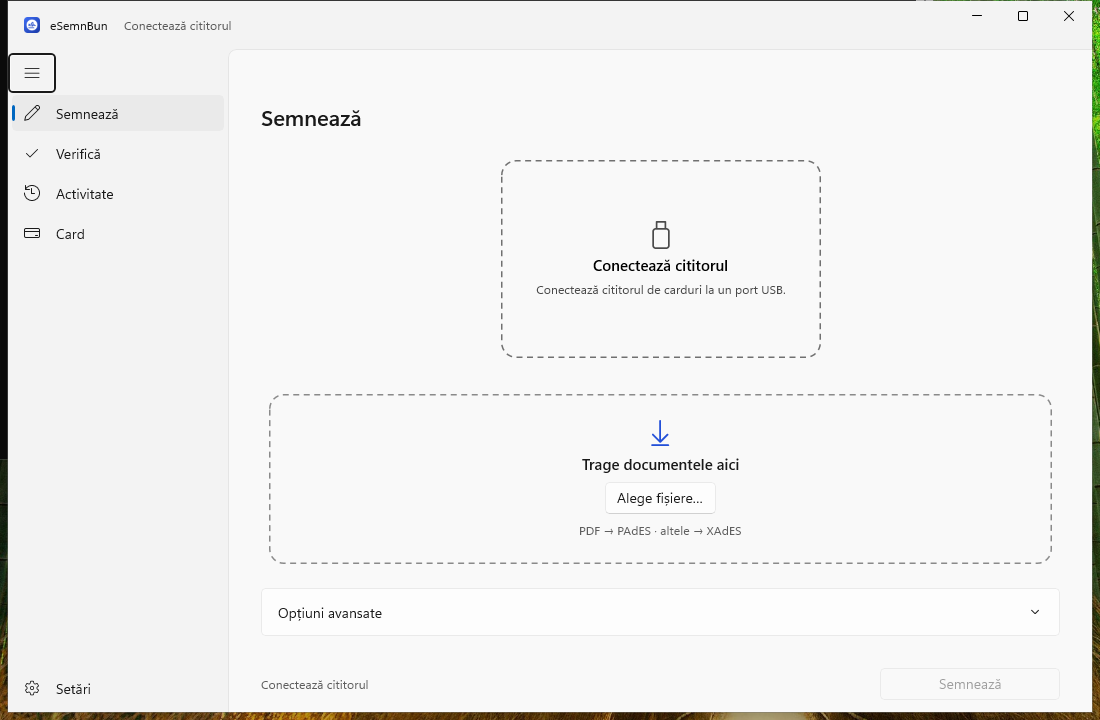 eSemnBun Conectează cititorul
Semnează
Verifică
Activitate
Card
Setări
Semnează
Conectează cititorul
Conectează cititorul de carduri la un port USB.
Trage documentele aici
Alege fișiere...
PDF → PAdES · altele → XAdES
Opțiuni avansate
Conectează cititorul
Semnează